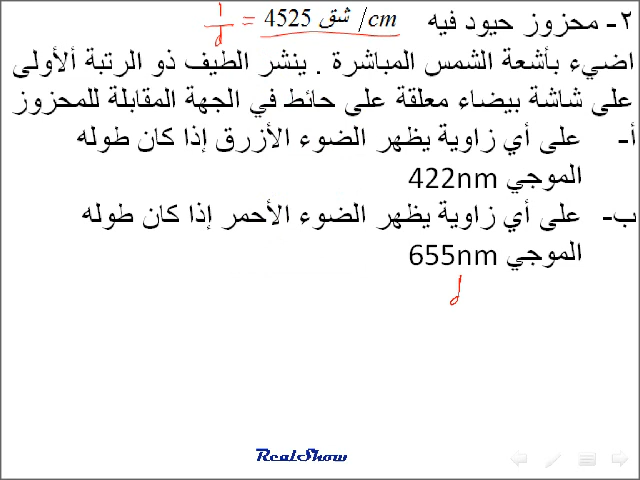 ٢- محزوز حيود فيه 4525 شق /cm = 1/d
اضيء بأشعة الشمس المباشرة . ينشر الطيف ذو الرتبة ألأولى
على شاشة بيضاء معلقة على حائط في الجهة المقابلة للمحزوز
أ- على أي زاوية يظهر الضوء الأزرق إذا كان طوله
الموجي 422nm
ب- على أي زاوية يظهر الضوء الأحمر إذا كان طوله
الموجي 655nm
d
RealShow